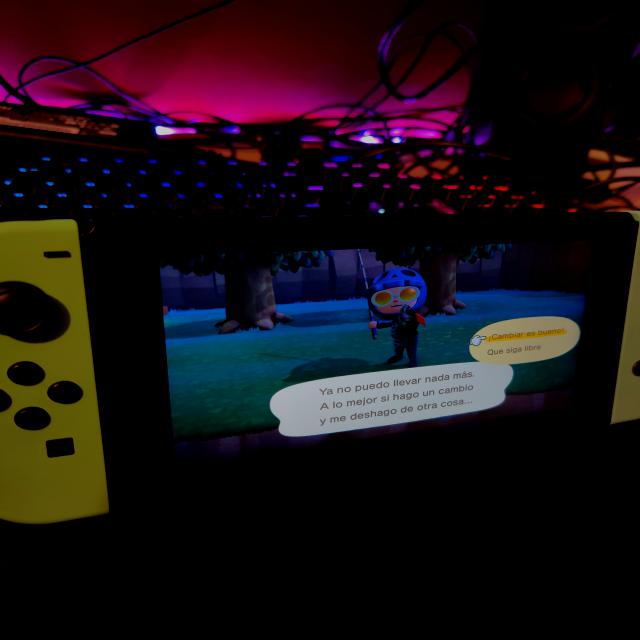 ¡Cambiar es bueno!
Que siga libre
Ya no puedo llevar nada más.
A lo mejor si hago un cambio
y me deshago de otra cosa...